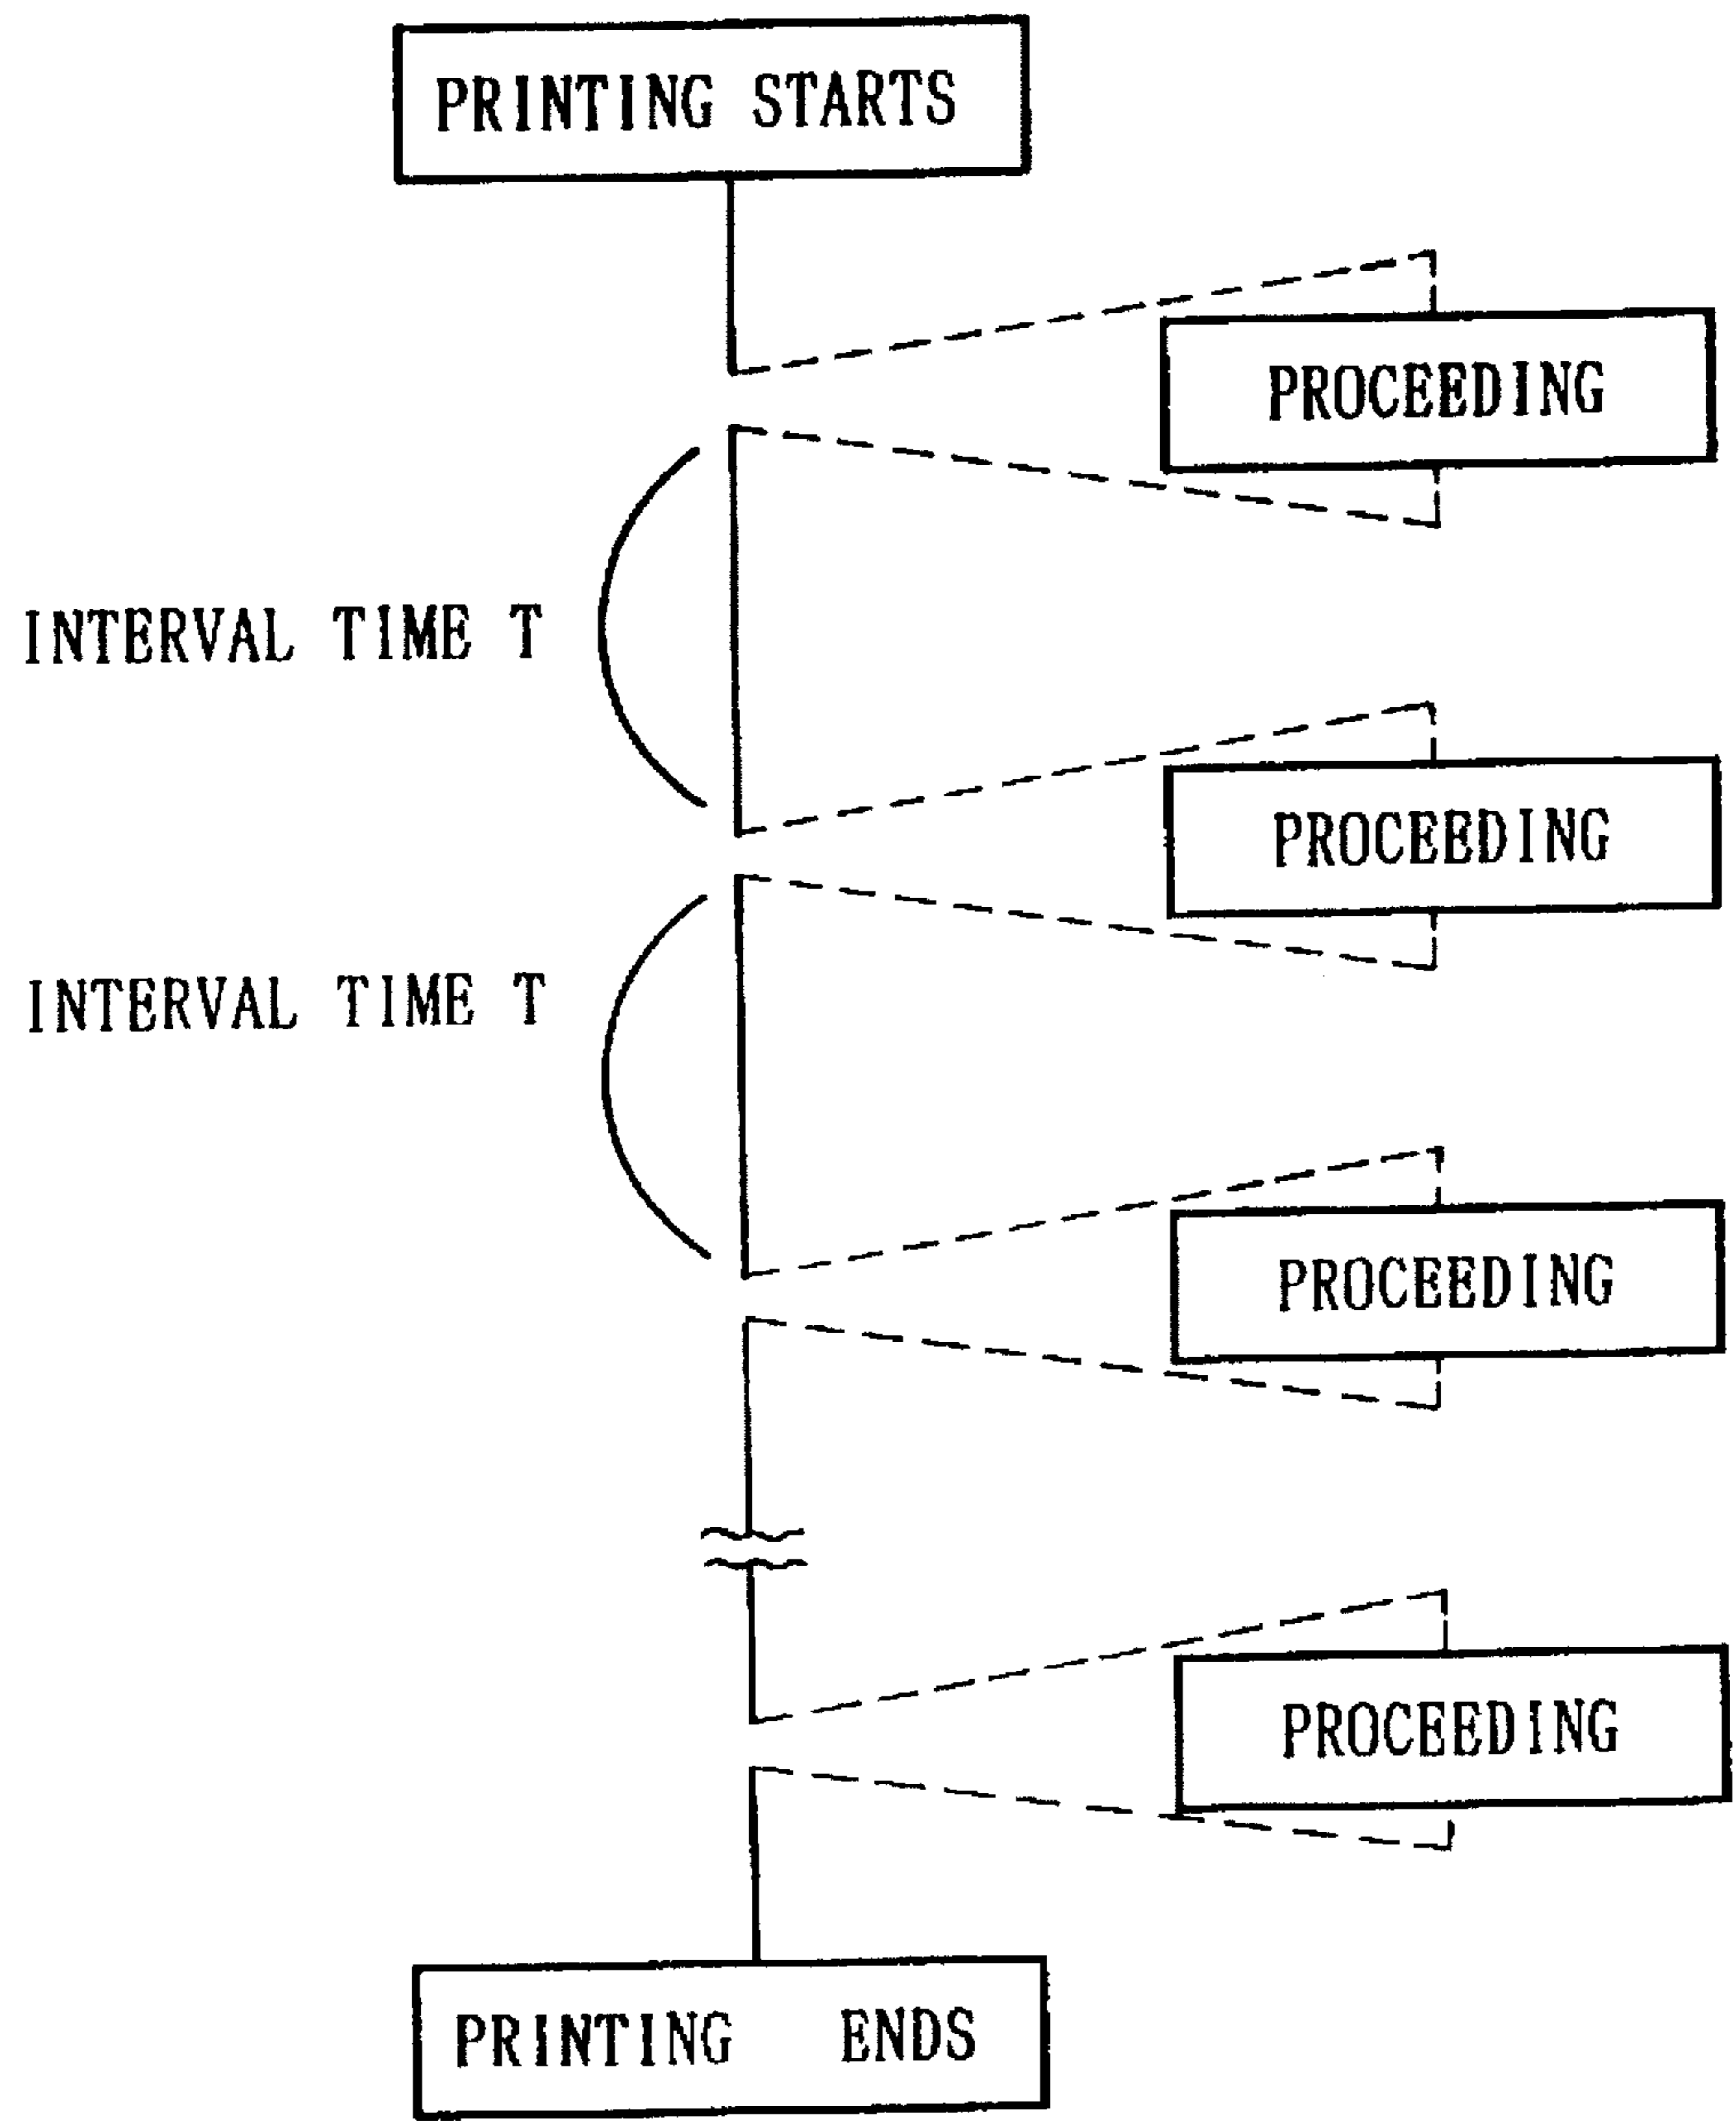 PRINTING STARTS
PROCEEDING
INTERVAL TIME T
PROCEEDING
INTERVAL TIME T
PROCEEDING
PROCEEDING
PRINTING ENDS